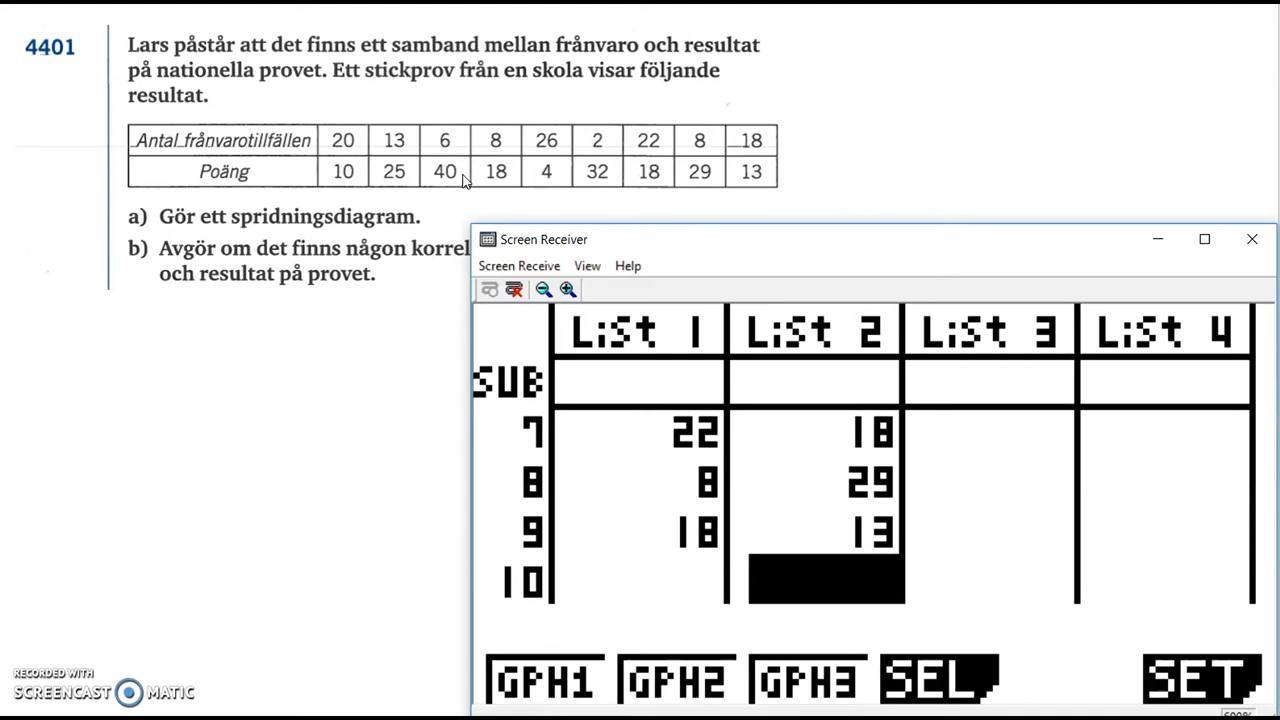 4401
Lars påstår att det finns ett samband mellan frånvaro och resultat
på nationella provet. Ett stickprov från en skola visar följande
resultat.
Antal frånvarotillfällen 20 13 6 8 26 2 22 8 18
Poäng 10 25 40 18 4 32 18 29 13
a) Gör ett spridningsdiagram.
b) Avgör om det finns någon korrel
och resultat på provet.
Screen Receiver
Screen Receive View Help
LiSt 1 LiSt 2 LiSt 3 LiSt 4
SUB
7 22 18
8 8 29
9 18 13
10
GPH1 GPH2 GPH3 SEL SET
RECORDED WITH
SCREENCAST MATIC